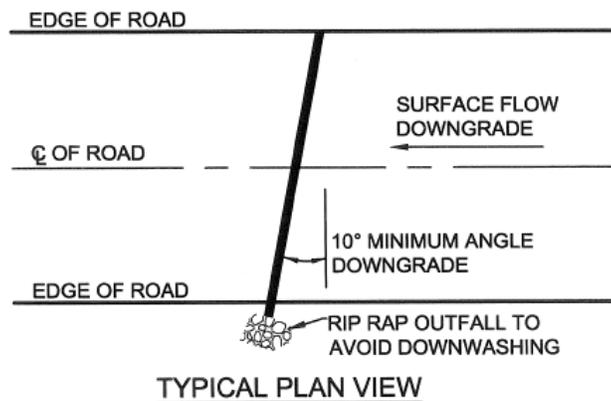 EDGE OF ROAD
SURFACE FLOW
DOWNGRADE
℄ OF ROAD
10° MINIMUM ANGLE
DOWNGRADE
EDGE OF ROAD
RIP RAP OUTFALL TO
AVOID DOWNWASHING
TYPICAL PLAN VIEW